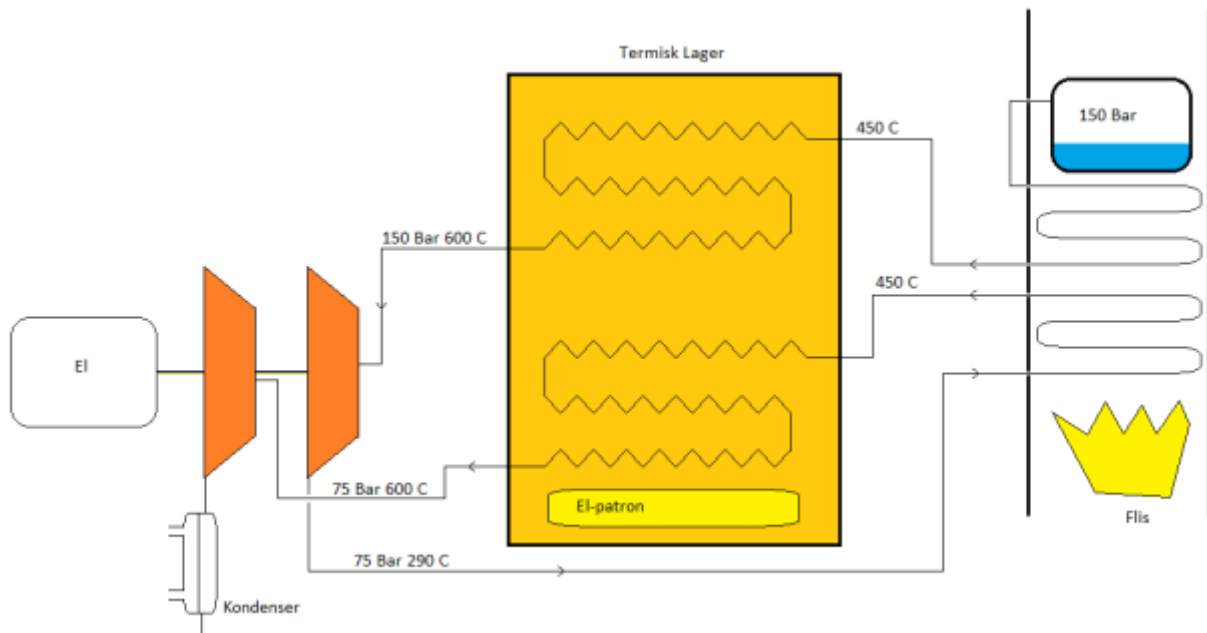 Termisk Lager
450 C
150 Bar
150 Bar 600 C
450 C
El
75 Bar 600 C
El-patron
Flis
75 Bar 290 C
Kondenser